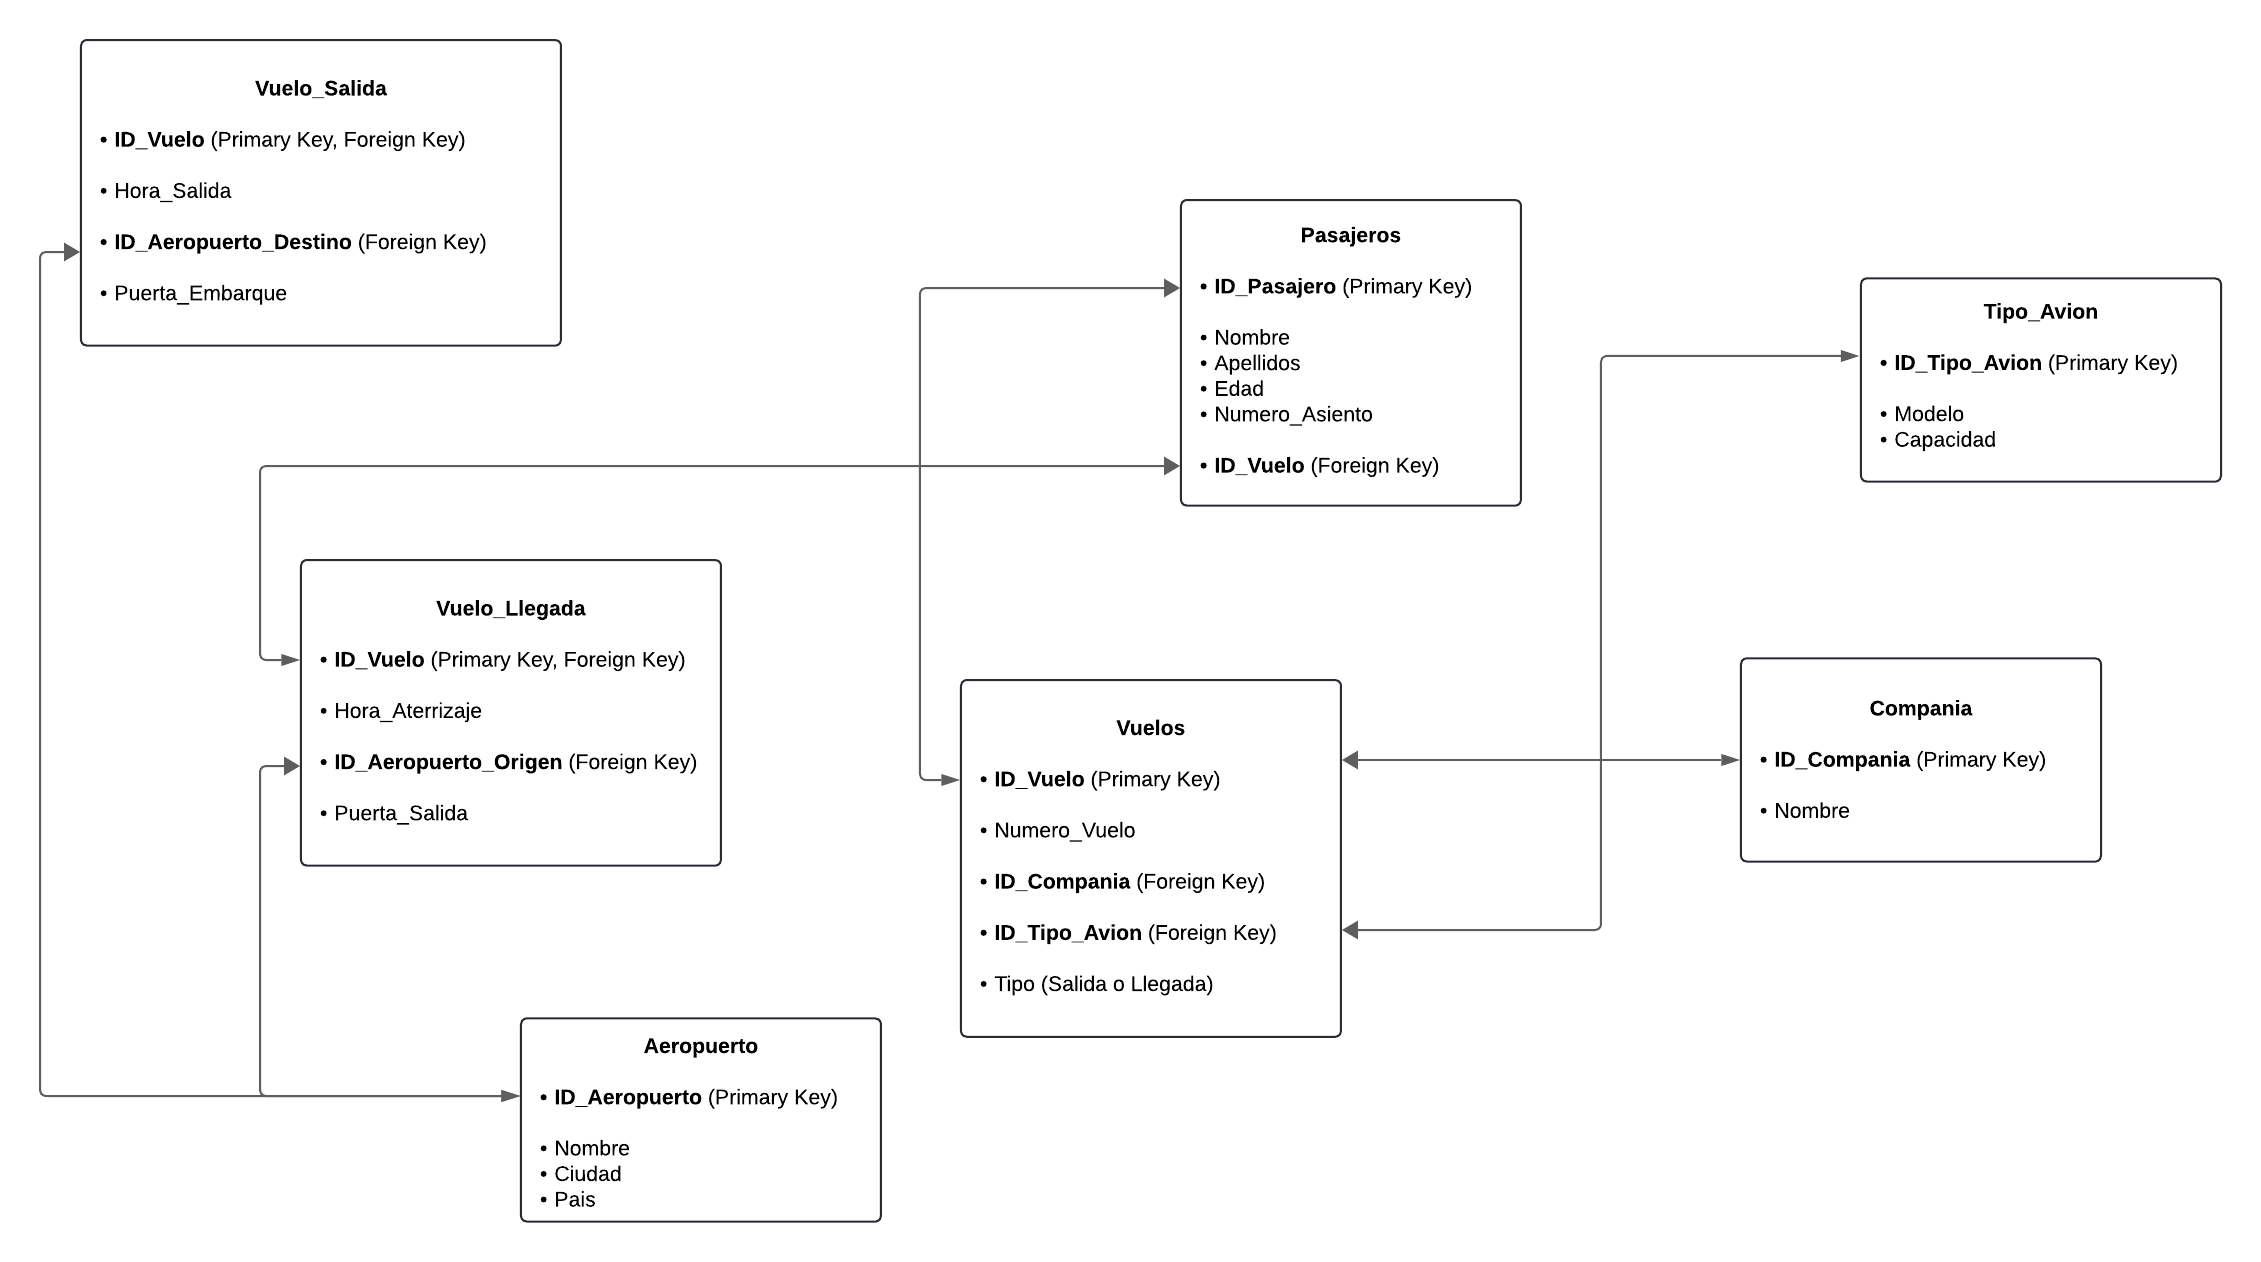 Vuelo_Salida
• ID_Vuelo (Primary Key, Foreign Key)
• Hora_Salida
• ID_Aeropuerto_Destino (Foreign Key)
• Puerta_Embarque
Pasajeros
• ID_Pasajero (Primary Key)
• Nombre
• Apellidos
• Edad
• Numero_Asiento
• ID_Vuelo (Foreign Key)
Tipo_Avion
• ID_Tipo_Avion (Primary Key)
• Modelo
• Capacidad
Vuelo_Llegada
• ID_Vuelo (Primary Key, Foreign Key)
• Hora_Aterrizaje
• ID_Aeropuerto_Origen (Foreign Key)
• Puerta_Salida
Vuelos
• ID_Vuelo (Primary Key)
• Numero_Vuelo
• ID_Compania (Foreign Key)
• ID_Tipo_Avion (Foreign Key)
• Tipo (Salida o Llegada)
Compania
• ID_Compania (Primary Key)
• Nombre
Aeropuerto
• ID_Aeropuerto (Primary Key)
• Nombre
• Ciudad
• Pais